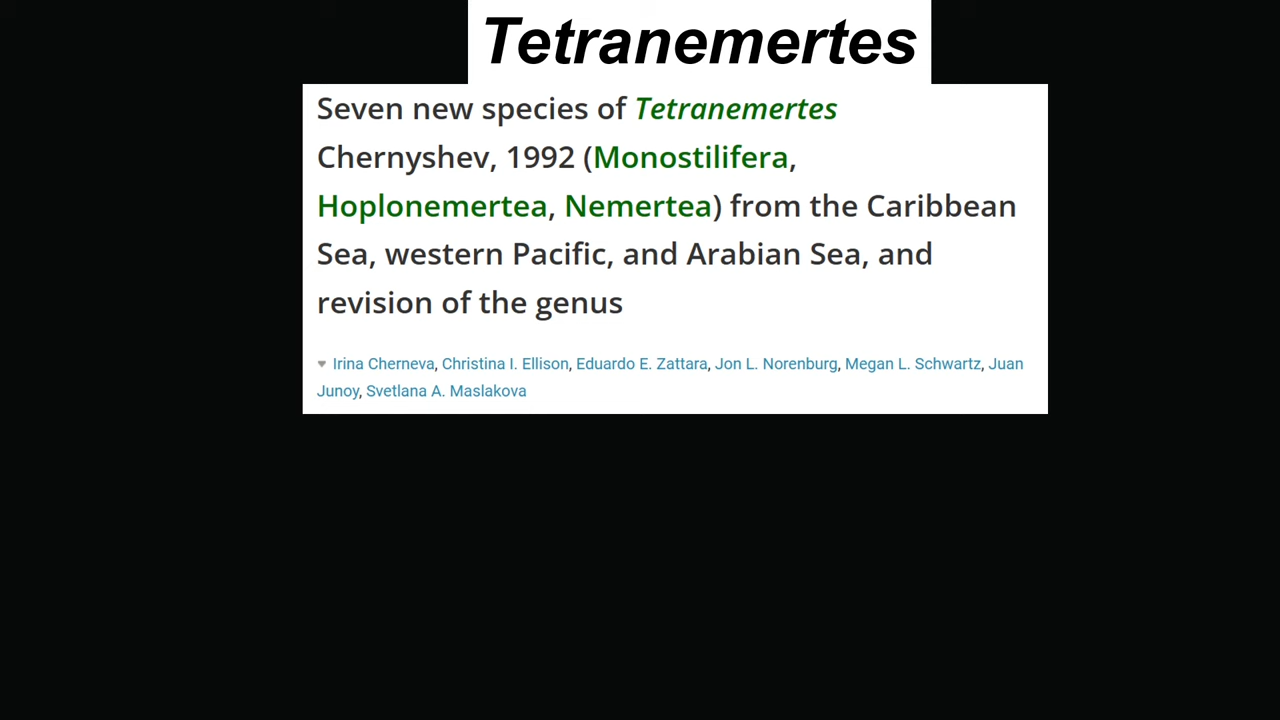 Tetranemertes
Seven new species of Tetranemertes
Chernyshev, 1992 (Monostilifera,
Hoplonemertea, Nemertea) from the Caribbean
Sea, western Pacific, and Arabian Sea, and
revision of the genus
Irina Cherneva, Christina I. Ellison, Eduardo E. Zattara, Jon L. Norenburg, Megan L. Schwartz, Juan
Junoy, Svetlana A. Maslakova